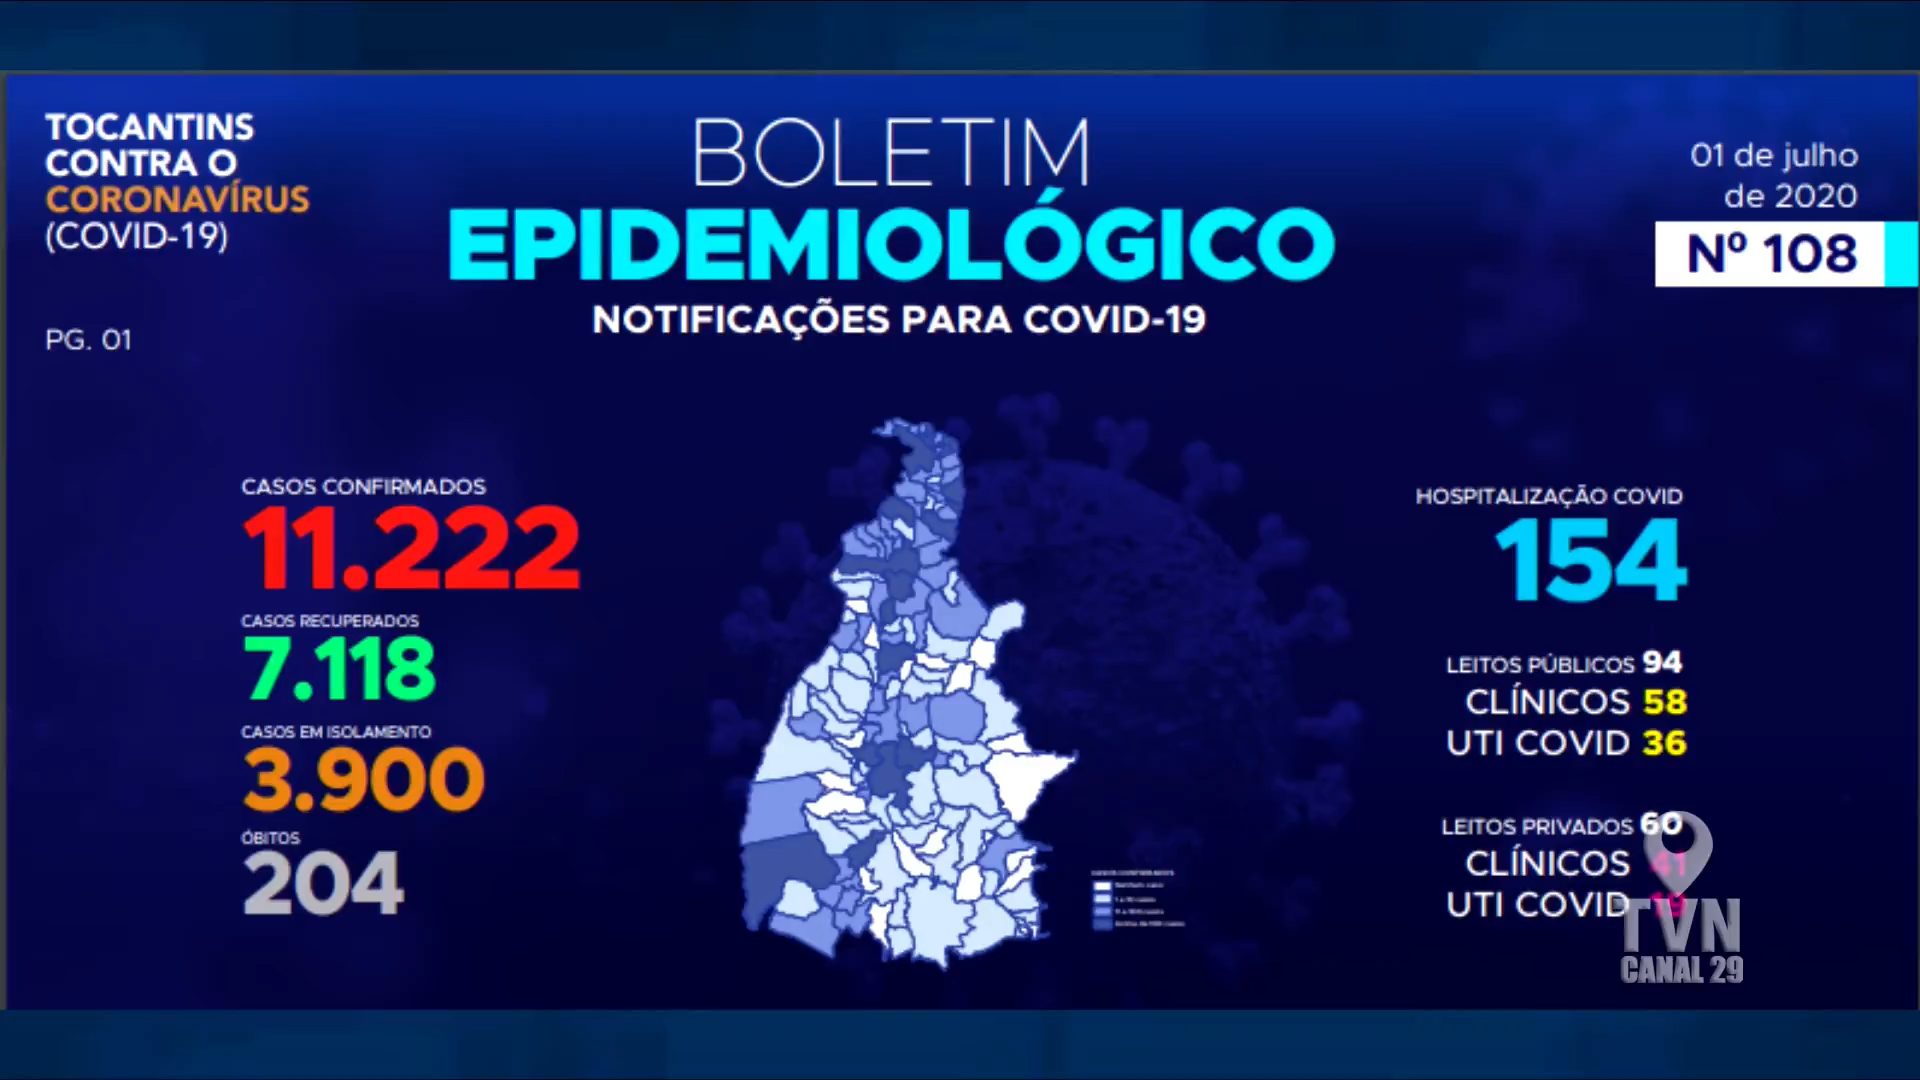 TOCANTINS
CONTRA O
CORONAVÍRUS
(COVID-19)
PG. 01
BOLETIM
EPIDEMIOLÓGICO
NOTIFICAÇÕES PARA COVID-19
01 de julho
de 2020
Nº 108
CASOS CONFIRMADOS
11.222
CASOS RECUPERADOS
7.118
CASOS EM ISOLAMENTO
3.900
ÓBITOS
204
HOSPITALIZAÇÃO COVID
154
LEITOS PÚBLICOS 94
CLÍNICOS 58
UTI COVID 36
LEITOS PRIVADOS 60
CLÍNICOS 41
UTI COVID 19
TVN
CANAL 29